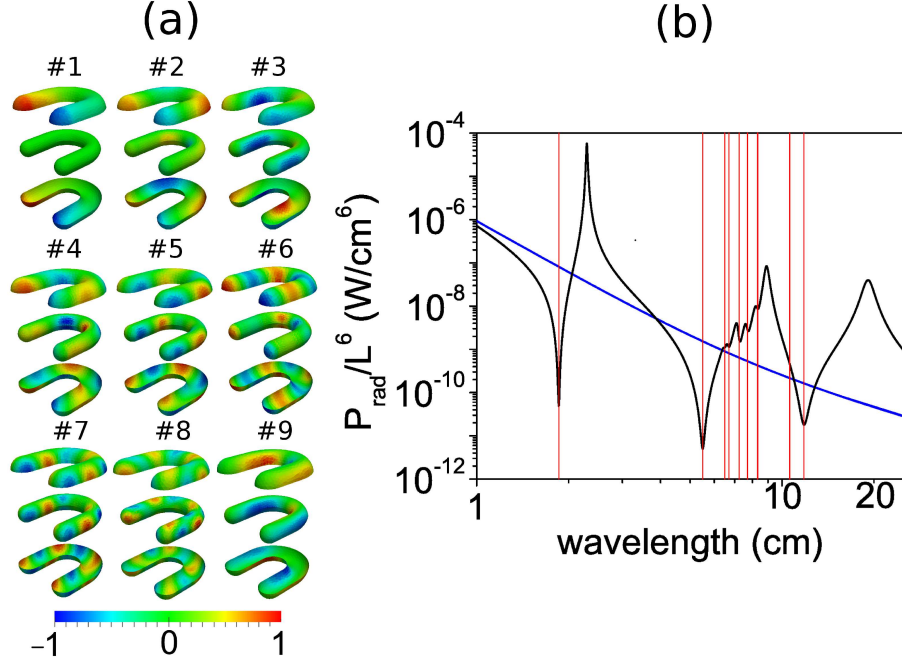 (a)
#1 #2 #3
#4 #5 #6
#7 #8 #9
−1 0 1
(b)
P_rad/L^6 (W/cm^6)
10^-4
10^-6
10^-8
10^-10
10^-12
1 10 20
wavelength (cm)